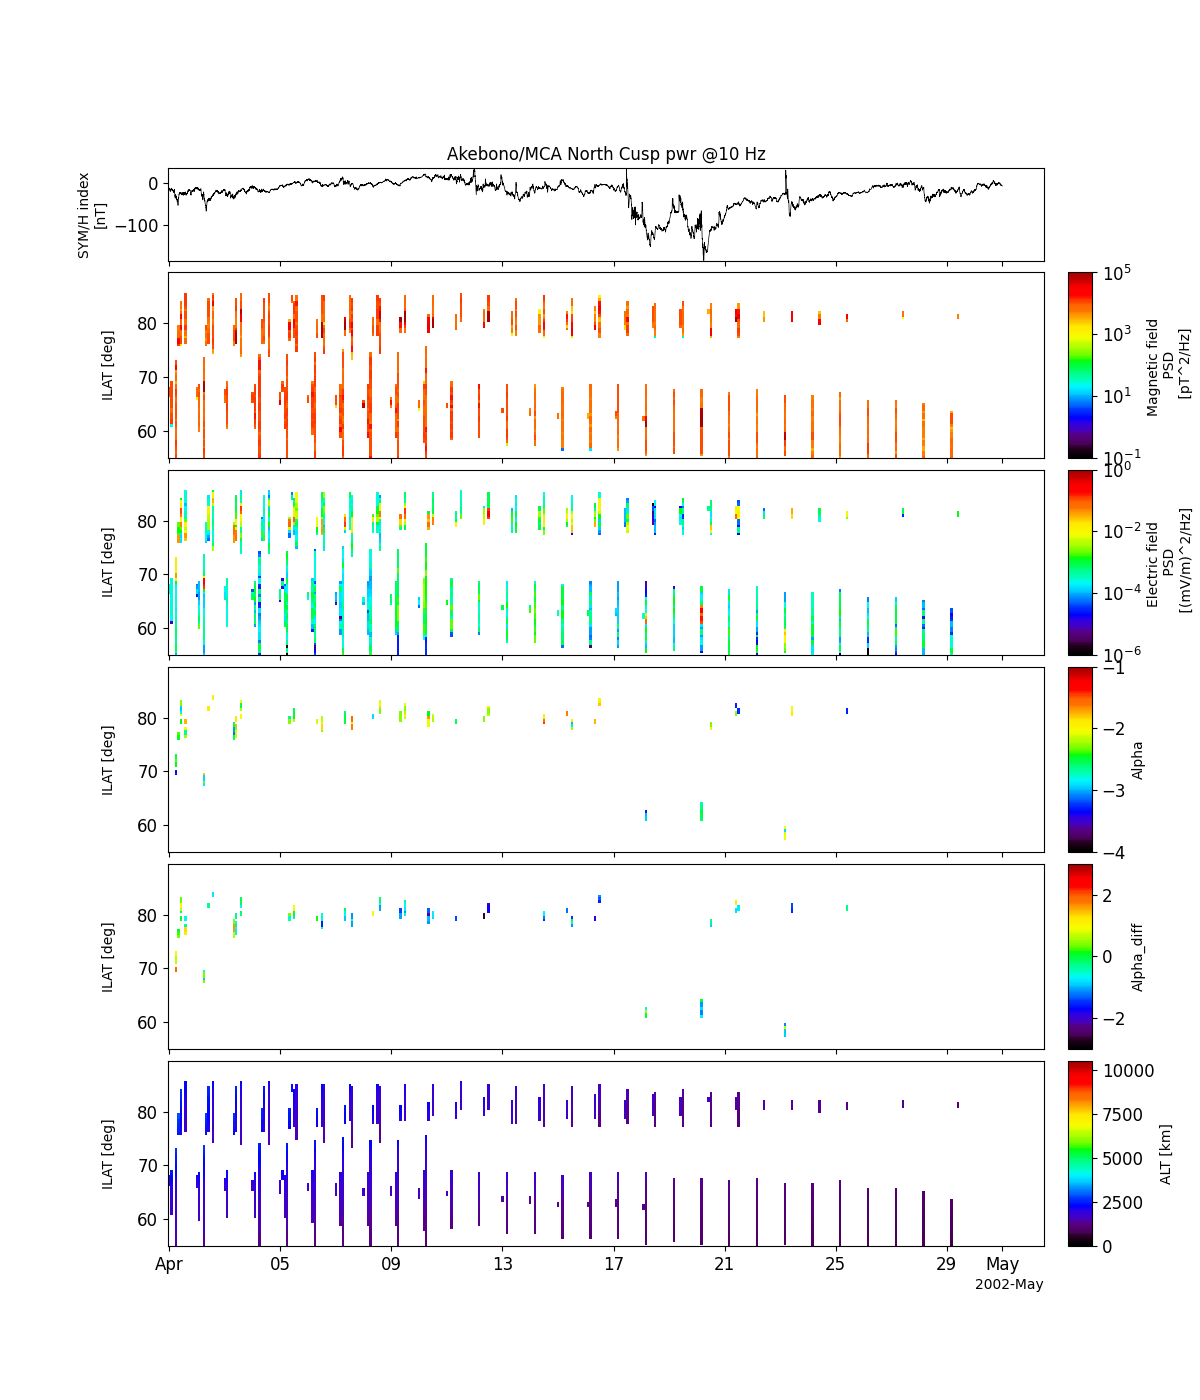 Akebono/MCA North Cusp pwr @10 Hz
SYM/H index
[nT]
0
−100
ILAT [deg]
80
70
60
10^5
10^3
10^1
10^-1
Magnetic field
PSD
[pT^2/Hz]
ILAT [deg]
80
70
60
10^0
10^-2
10^-4
10^-6
Electric field
PSD
[(mV/m)^2/Hz]
ILAT [deg]
80
70
60
−1
−2
−3
−4
Alpha
ILAT [deg]
80
70
60
2
0
−2
Alpha_diff
ILAT [deg]
80
70
60
10000
7500
5000
2500
0
ALT [km]
Apr 05 09 13 17 21 25 29 May
2002-May